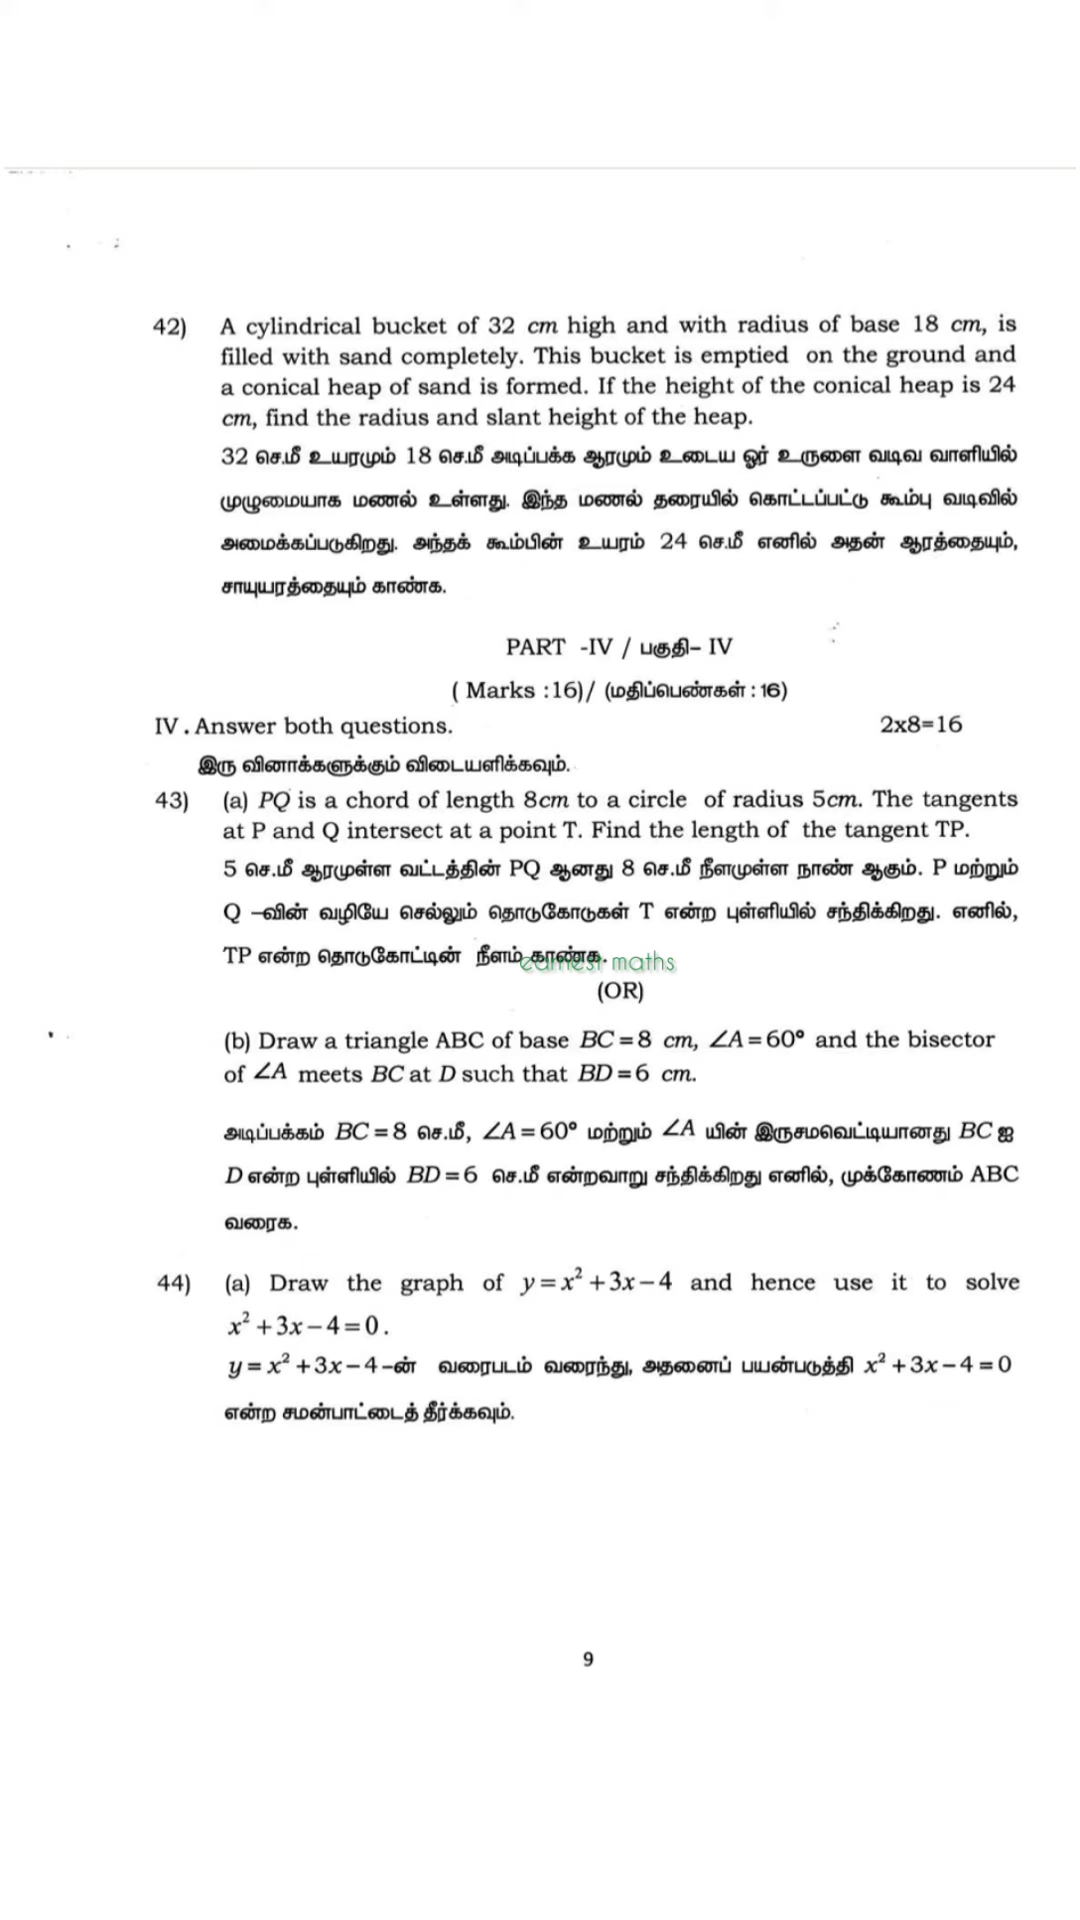 42) A cylindrical bucket of 32 cm high and with radius of base 18 cm, is
filled with sand completely. This bucket is emptied on the ground and
a conical heap of sand is formed. If the height of the conical heap is 24
cm, find the radius and slant height of the heap.
32 செ.மீ உயரமும் 18 செ.மீ அடிப்பக்க ஆரமும் உடைய ஓர் உருளை வடிவ வாளியில்
முழுமையாக மணல் உள்ளது. இந்த மணல் தரையில் கொட்டப்பட்டு கூம்பு வடிவில்
அமைக்கப்படுகிறது. அந்தக் கூம்பின் உயரம் 24 செ.மீ எனில் அதன் ஆரத்தையும்,
சாயுயரத்தையும் காண்க.
PART -IV / பகுதி– IV
( Marks :16)/ (மதிப்பெண்கள் : 16)
IV . Answer both questions. 2x8=16
இரு வினாக்களுக்கும் விடையளிக்கவும்.
43) (a) PQ is a chord of length 8cm to a circle of radius 5cm. The tangents
at P and Q intersect at a point T. Find the length of the tangent TP.
5 செ.மீ ஆரமுள்ள வட்டத்தின் PQ ஆனது 8 செ.மீ நீளமுள்ள நாண் ஆகும். P மற்றும்
Q –வின் வழியே செல்லும் தொடுகோடுகள் T என்ற புள்ளியில் சந்திக்கிறது. எனில்,
TP என்ற தொடுகோட்டின் நீளம் காண்க.
earnest maths
(OR)
(b) Draw a triangle ABC of base BC=8 cm, ∠A=60° and the bisector
of ∠A meets BC at D such that BD=6 cm.
அடிப்பக்கம் BC=8 செ.மீ, ∠A=60° மற்றும் ∠A யின் இருசமவெட்டியானது BC ஐ
D என்ற புள்ளியில் BD=6 செ.மீ என்றவாறு சந்திக்கிறது எனில், முக்கோணம் ABC
வரைக.
44) (a) Draw the graph of y=x²+3x−4 and hence use it to solve
x²+3x−4=0.
y=x²+3x−4-ன் வரைபடம் வரைந்து, அதனைப் பயன்படுத்தி x²+3x−4=0
என்ற சமன்பாட்டைத் தீர்க்கவும்.
9